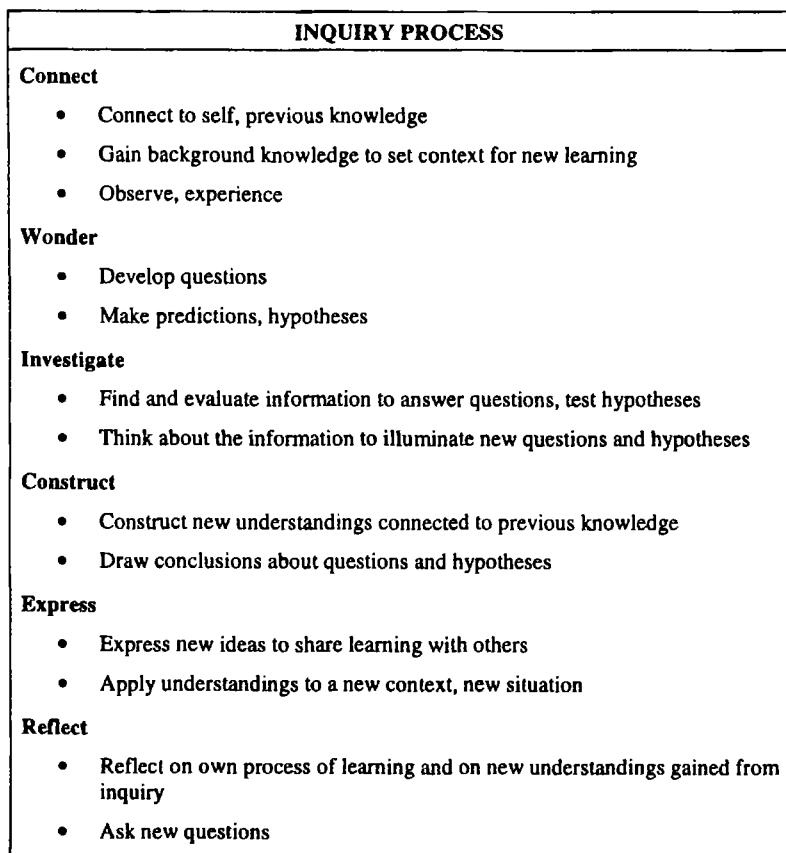 INQUIRY PROCESS
Connect
• Connect to self, previous knowledge
• Gain background knowledge to set context for new learning
• Observe, experience
Wonder
• Develop questions
• Make predictions, hypotheses
Investigate
• Find and evaluate information to answer questions, test hypotheses
• Think about the information to illuminate new questions and hypotheses
Construct
• Construct new understandings connected to previous knowledge
• Draw conclusions about questions and hypotheses
Express
• Express new ideas to share learning with others
• Apply understandings to a new context, new situation
Reflect
• Reflect on own process of learning and on new understandings gained from
inquiry
• Ask new questions